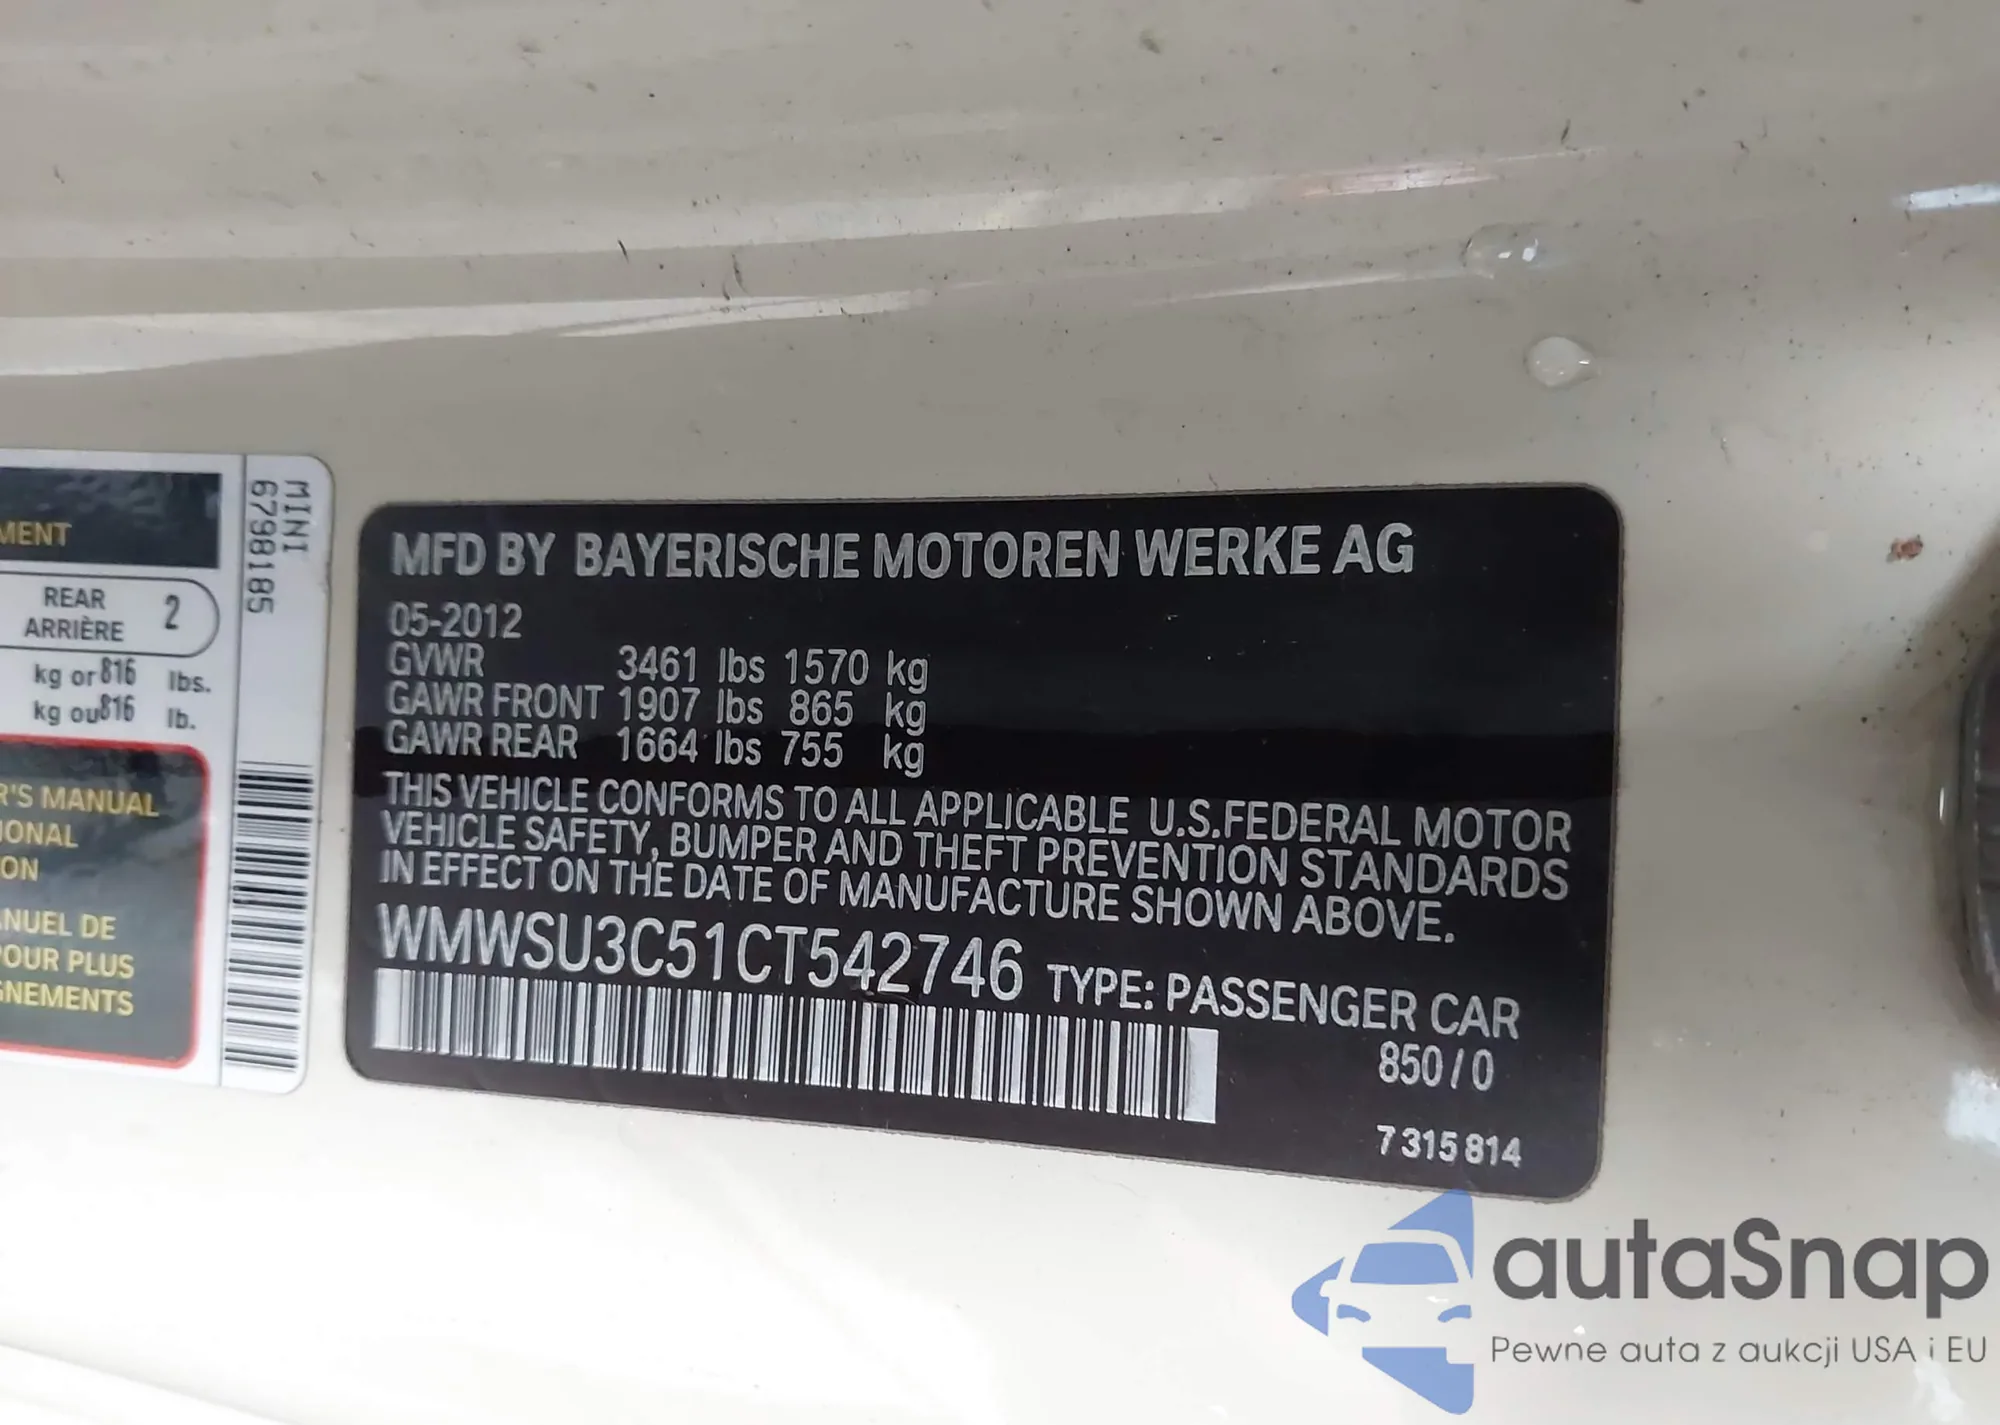 MENT
REAR
ARRIÈRE 2
kg or 816 lbs.
kg ou 816 lb.
R'S MANUAL
IONAL
ON
ANUEL DE
POUR PLUS
GNEMENTS
MINI
6798185
MFD BY BAYERISCHE MOTOREN WERKE AG
05-2012
GVWR 3461 lbs 1570 kg
GAWR FRONT 1907 lbs 865 kg
GAWR REAR 1664 lbs 755 kg
THIS VEHICLE CONFORMS TO ALL APPLICABLE U.S.FEDERAL MOTOR
VEHICLE SAFETY, BUMPER AND THEFT PREVENTION STANDARDS
IN EFFECT ON THE DATE OF MANUFACTURE SHOWN ABOVE.
WMWSU3C51CT542746 TYPE: PASSENGER CAR
850/0
7 315 814
autaSnap
Pewne auta z aukcji USA i EU